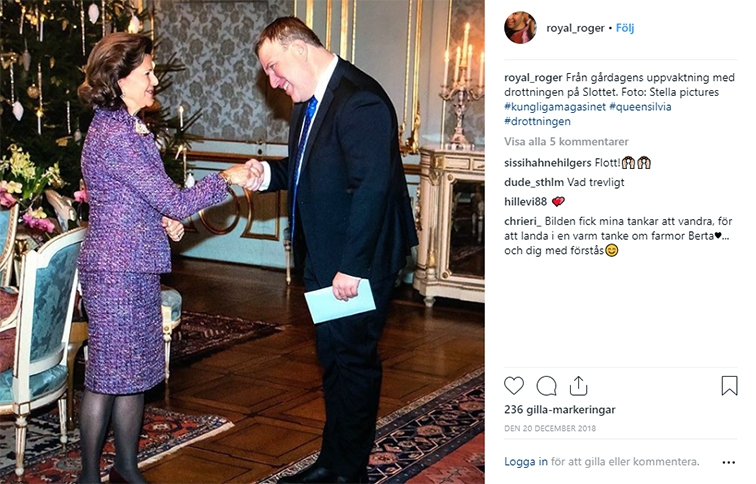 royal_roger • Följ
royal_roger Från gårdagens uppvaktning med
drottningen på Slottet. Foto: Stella pictures
#kungligamagasinet #queensilvia
#drottningen
Visa alla 5 kommentarer
sissihahnehilgers Flott!🙌🙌
dude_sthlm Vad trevligt
hillevi88 💕
chrieri_ Bilden fick mina tankar att vandra, för
att landa i en varm tanke om farmor Berta♥...
och dig med förstås😊
236 gilla-markeringar
DEN 20 DECEMBER 2018
Logga in för att gilla eller kommentera.